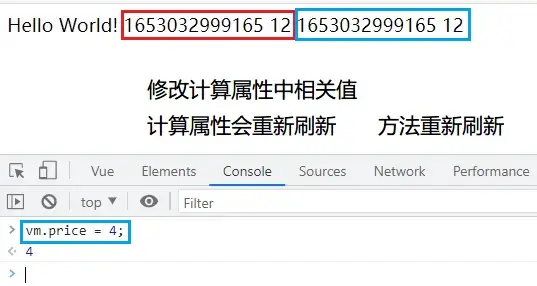 Hello World! 1653032999165 12 1653032999165 12
修改计算属性中相关值
计算属性会重新刷新 方法重新刷新
Vue Elements Console Sources Network Performance
top ▼ Filter
> vm.price = 4;
4
>